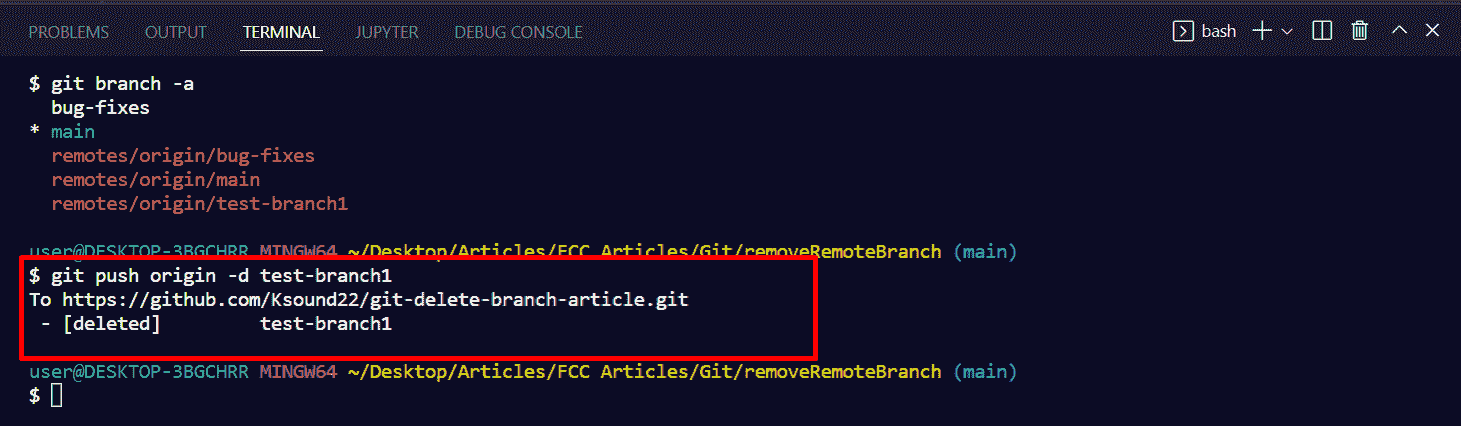 PROBLEMS OUTPUT TERMINAL JUPYTER DEBUG CONSOLE bash
$ git branch -a
bug-fixes
* main
remotes/origin/bug-fixes
remotes/origin/main
remotes/origin/test-branch1
user@DESKTOP-3BGCHRR MINGW64 ~/Desktop/Articles/FCC Articles/Git/removeRemoteBranch (main)
$ git push origin -d test-branch1
To https://github.com/Ksound22/git-delete-branch-article.git
- [deleted] test-branch1
user@DESKTOP-3BGCHRR MINGW64 ~/Desktop/Articles/FCC Articles/Git/removeRemoteBranch (main)
$